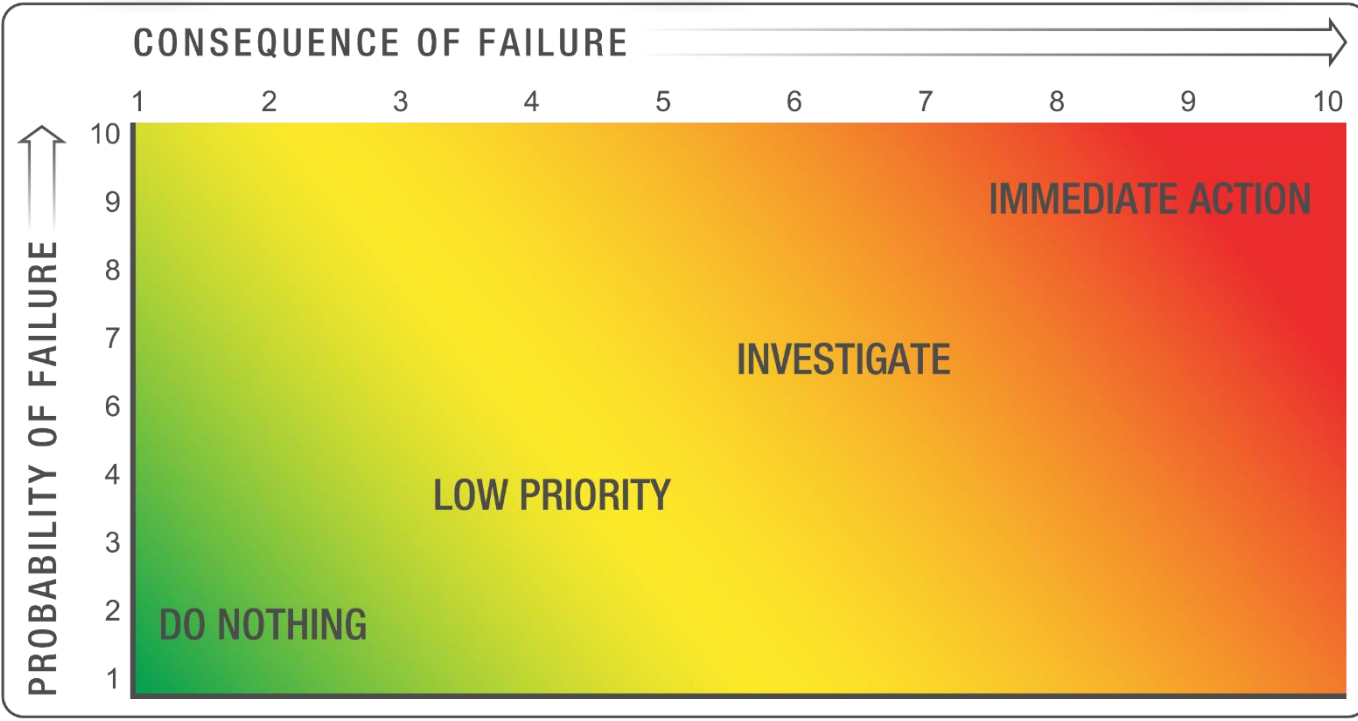 CONSEQUENCE OF FAILURE
1 2 3 4 5 6 7 8 9 10
PROBABILITY OF FAILURE
10
9
8
7
6
4
3
2
1
IMMEDIATE ACTION
INVESTIGATE
LOW PRIORITY
DO NOTHING